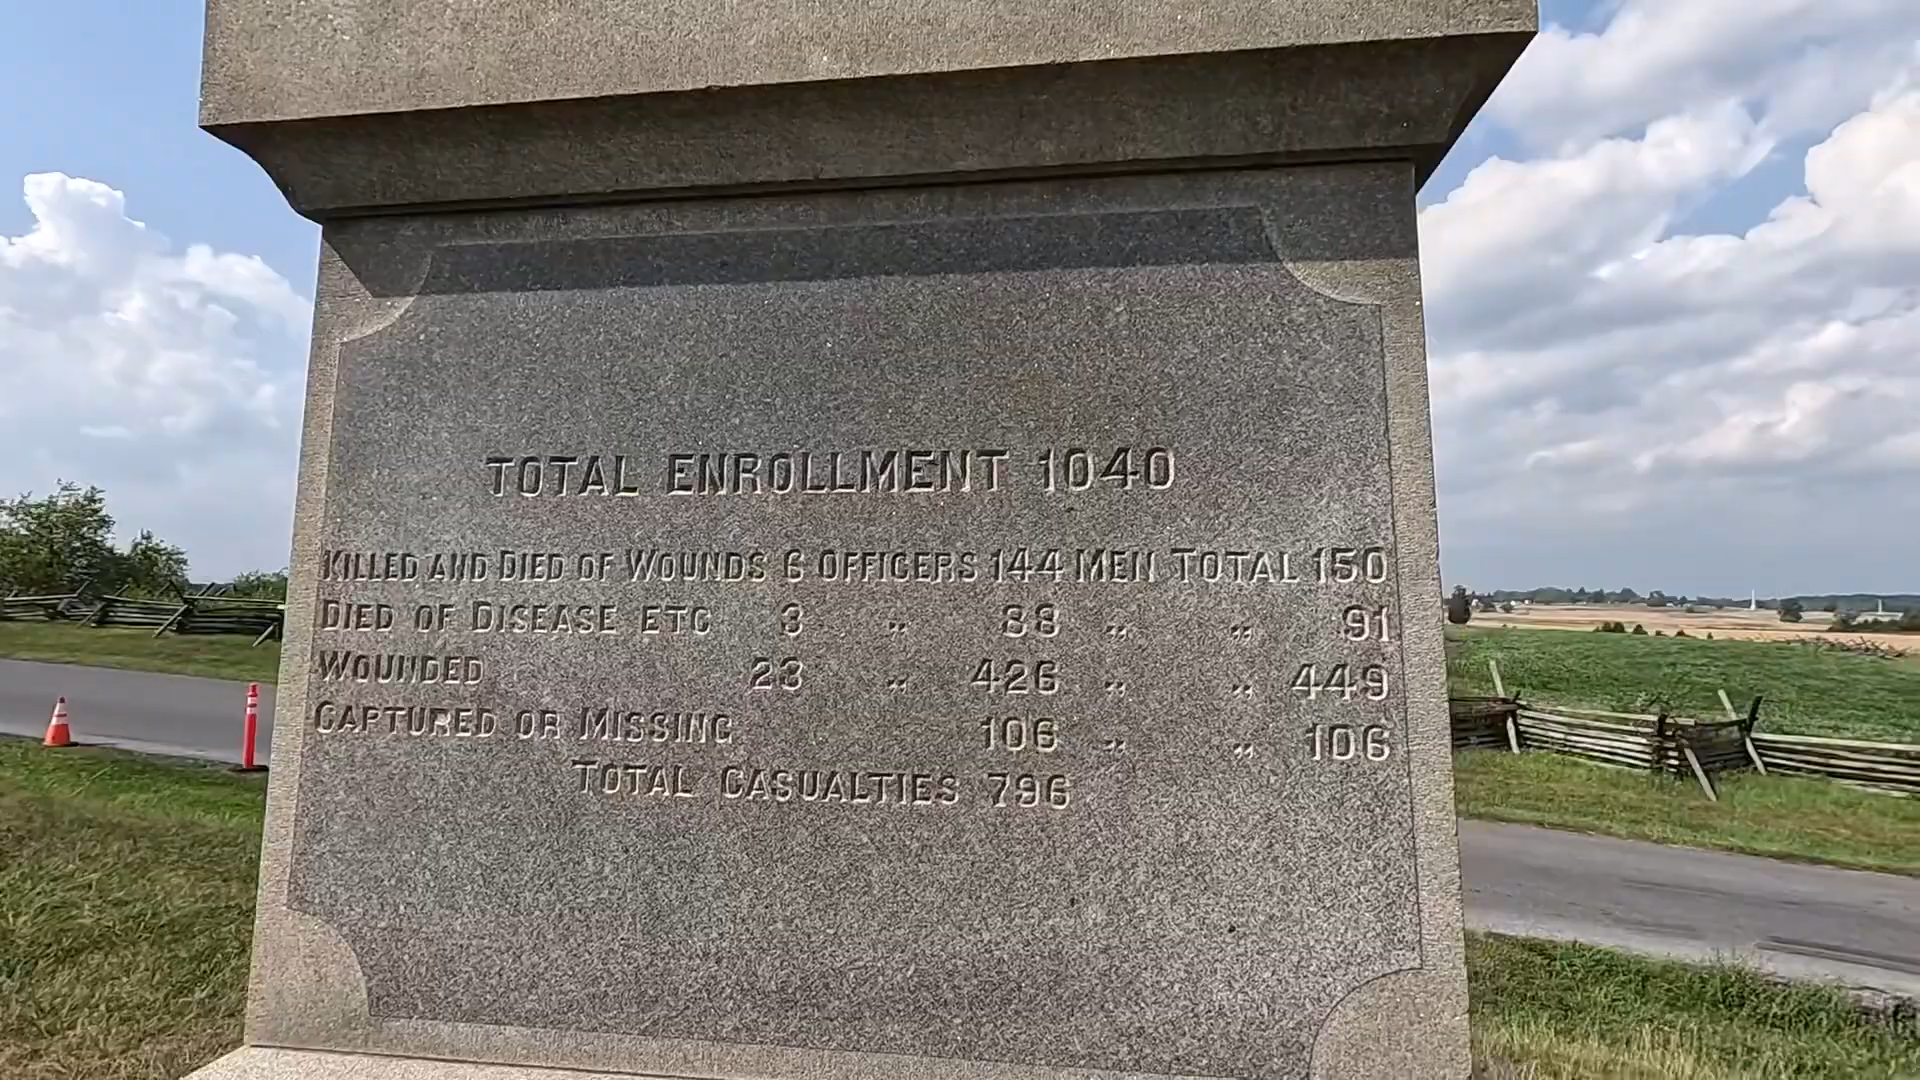 TOTAL ENROLLMENT 1040
KILLED AND DIED OF WOUNDS 6 OFFICERS 144 MEN TOTAL 150
DIED OF DISEASE ETC 3 " 88 " " 91
WOUNDED 23 " 426 " " 449
CAPTURED OR MISSING 106 " " 106
TOTAL CASUALTIES 796